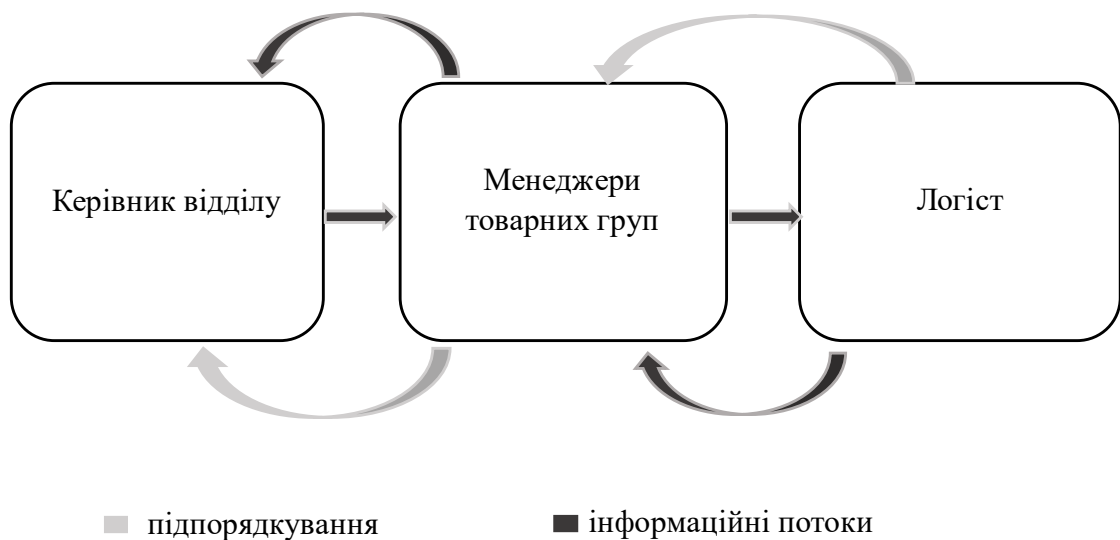 Керівник відділу
Менеджери
товарних груп
Логіст
підпорядкування
інформаційні потоки